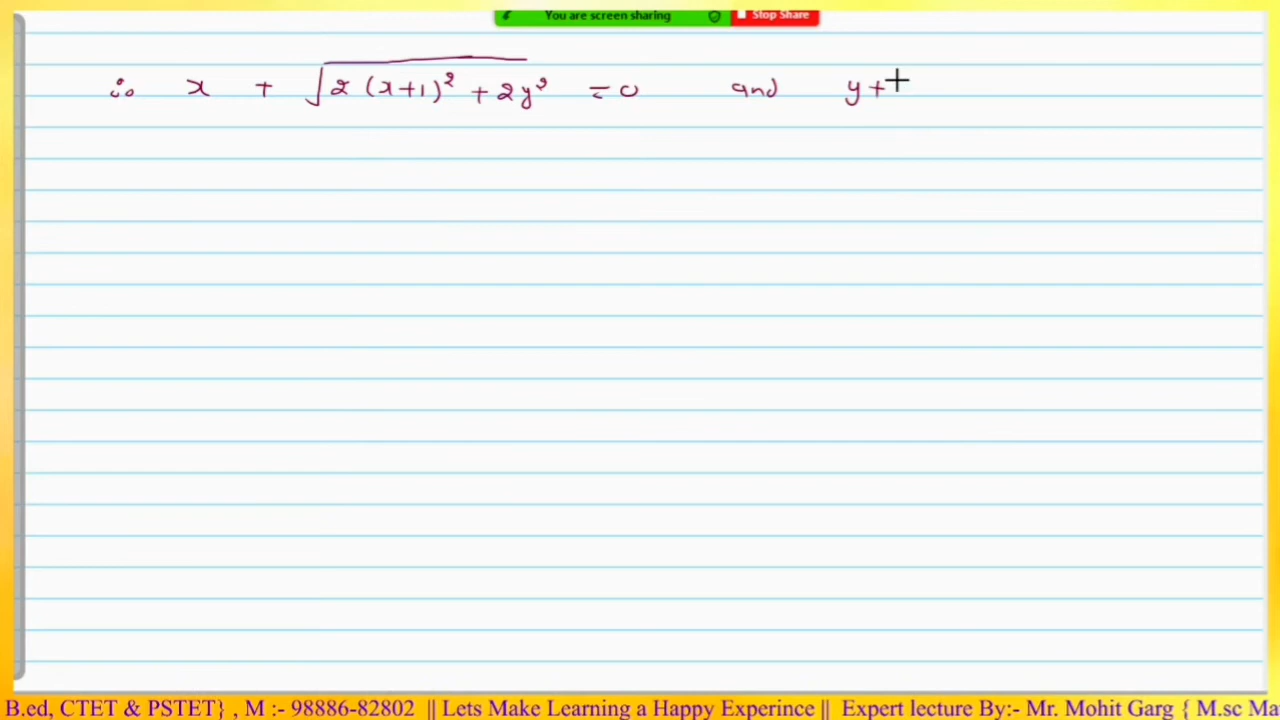 You are screen sharing Stop Share
∴ x + √2 (x+1)² + 2y² = 0 and y+
B.ed, CTET & PSTET} , M :- 98886-82802 || Lets Make Learning a Happy Experince || Expert lecture By:- Mr. Mohit Garg { M.sc Ma